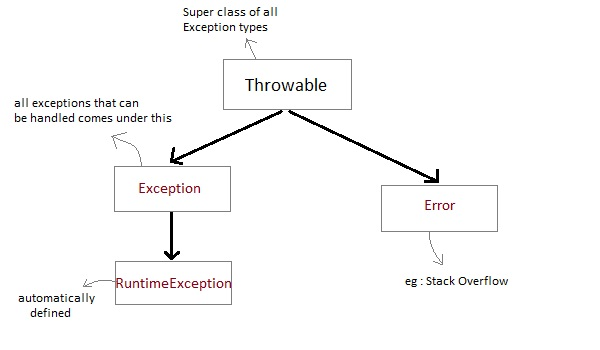 Super class of all
Exception types
Throwable
all exceptions that can
be handled comes under this
Exception
Error
RuntimeException
eg : Stack Overflow
automatically
defined